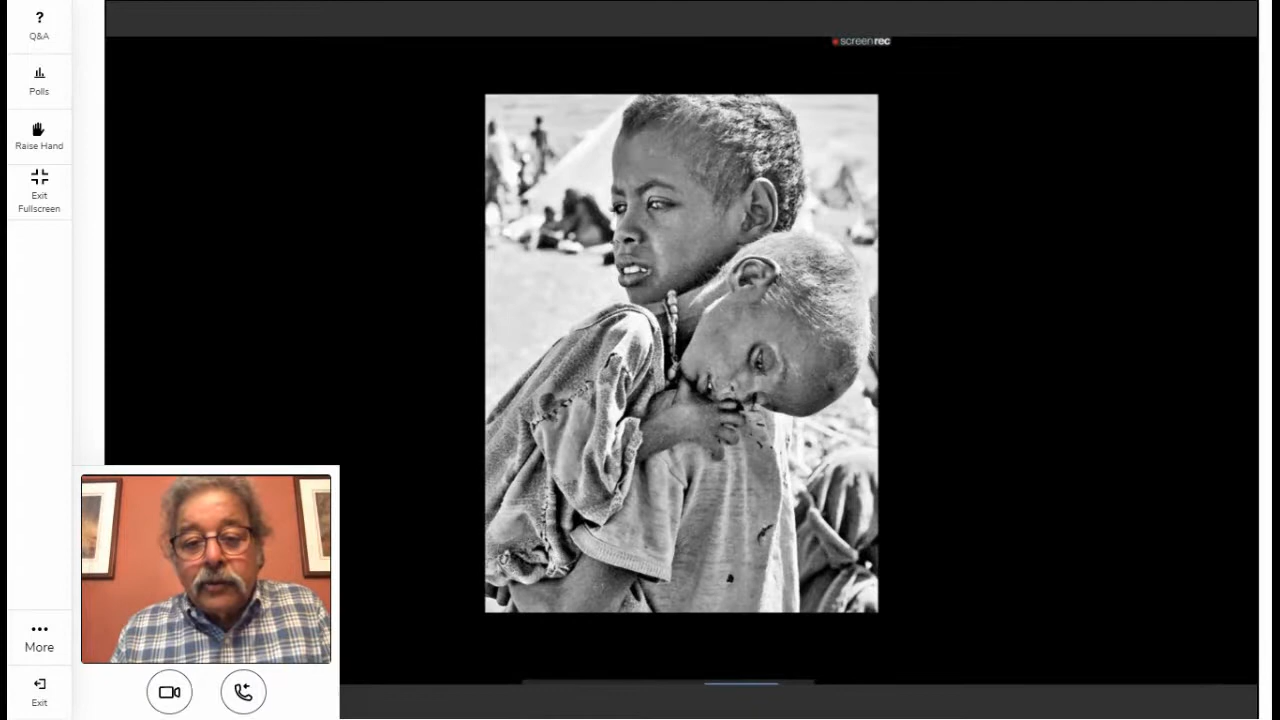 ?
Q&A
Polls
Raise Hand
Exit
Fullscreen
More
Exit
screenrec